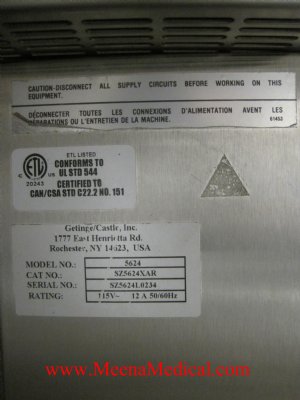 CAUTION-DISCONNECT ALL SUPPLY CIRCUITS BEFORE WORKING ON THIS
EQUIPMENT.
DÉCONNECTER TOUTES LES CONNEXIONS D'ALIMENTATION AVENT LES
RÉPARATIONS OU L'ENTRETIEN DE LA MACHINE.
61453
ETL LISTED
CONFORMS TO
UL STD 544
C ETL US
20243
CERTIFIED TO
CAN/CSA STD C22.2 NO. 151
Getinge/Castle, Inc.
1777 East Henrietta Rd.
Rochester, NY 14623, USA
MODEL NO.: 5624
CAT NO.: SZ5624XAR
SERIAL NO.: SZ5624L0234
RATING: 115V~ 12 A 50/60Hz
www.MeenaMedical.com